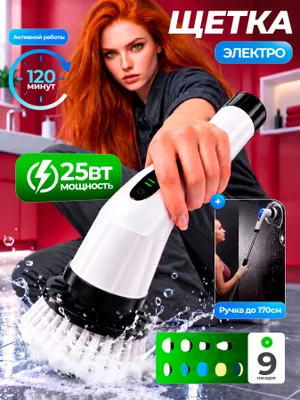 ЩЕТКА
ЭЛЕКТРО
Активной работы
120
минут
25вт
мощность
+
Ручка до 170см
+
9
насадок